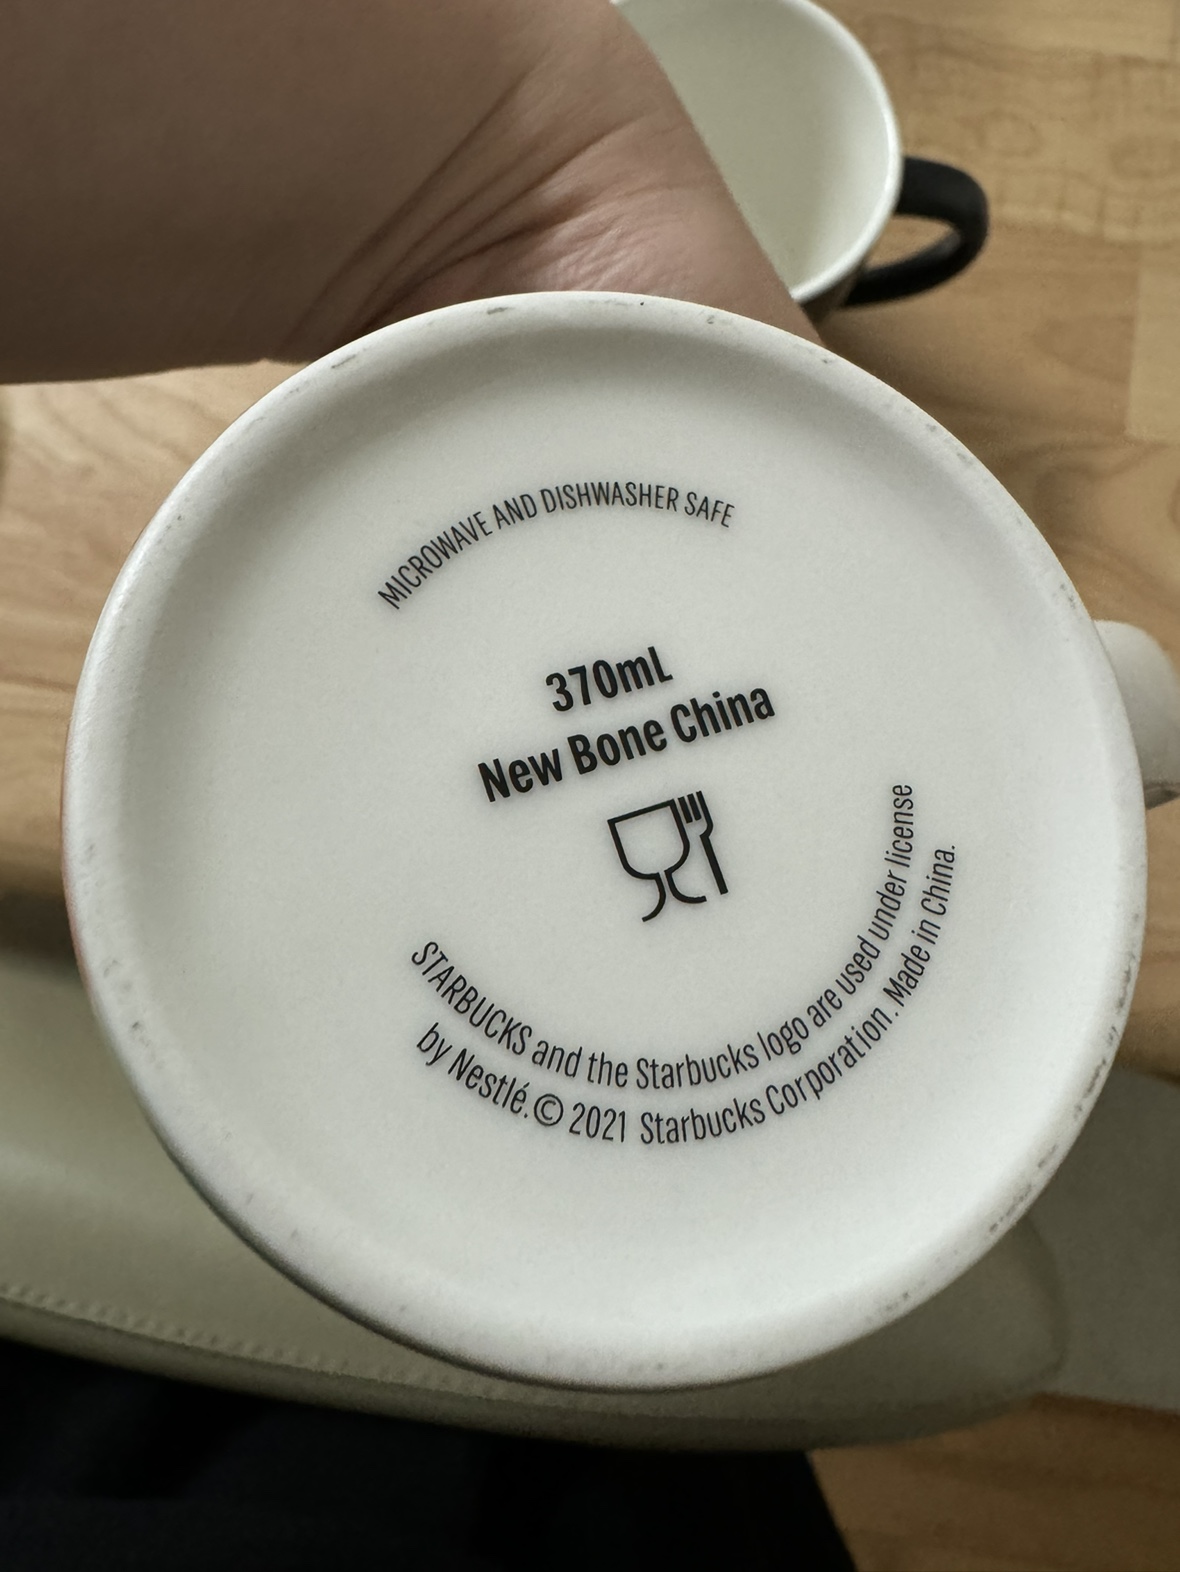 MICROWAVE AND DISHWASHER SAFE
370mL
New Bone China
STARBUCKS and the Starbucks logo are used under license
by Nestlé.© 2021 Starbucks Corporation. Made in China.